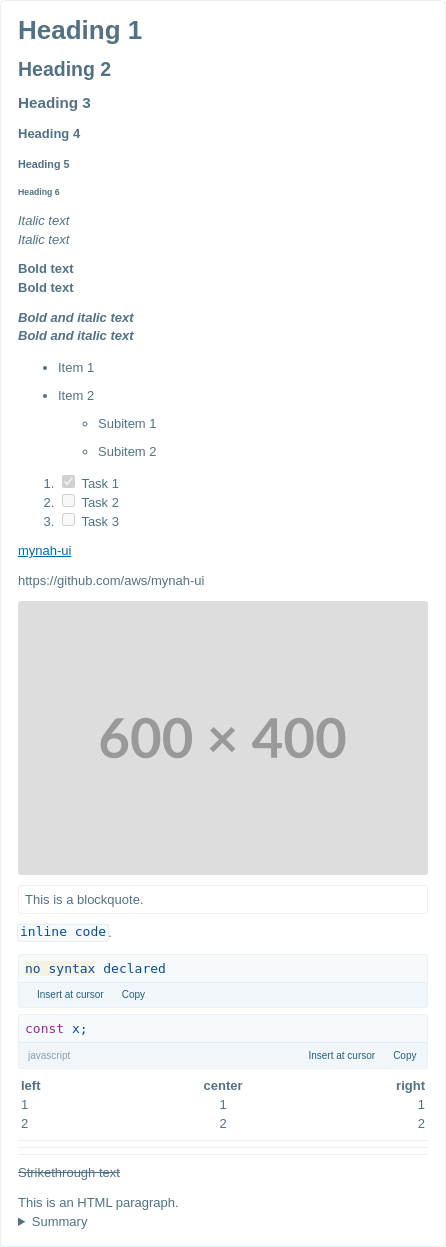 Heading 1
Heading 2
Heading 3
Heading 4
Heading 5
Heading 6
Italic text
Italic text
Bold text
Bold text
Bold and italic text
Bold and italic text
• Item 1
• Item 2
◦ Subitem 1
◦ Subitem 2
1. Task 1
2. Task 2
3. Task 3
mynah-ui
https://github.com/aws/mynah-ui
600 × 400
This is a blockquote.
inline code.
no syntax declared
Insert at cursor Copy
const x;
javascript Insert at cursor Copy
left center right
1 1 1
2 2 2
Strikethrough text
This is an HTML paragraph.
Summary